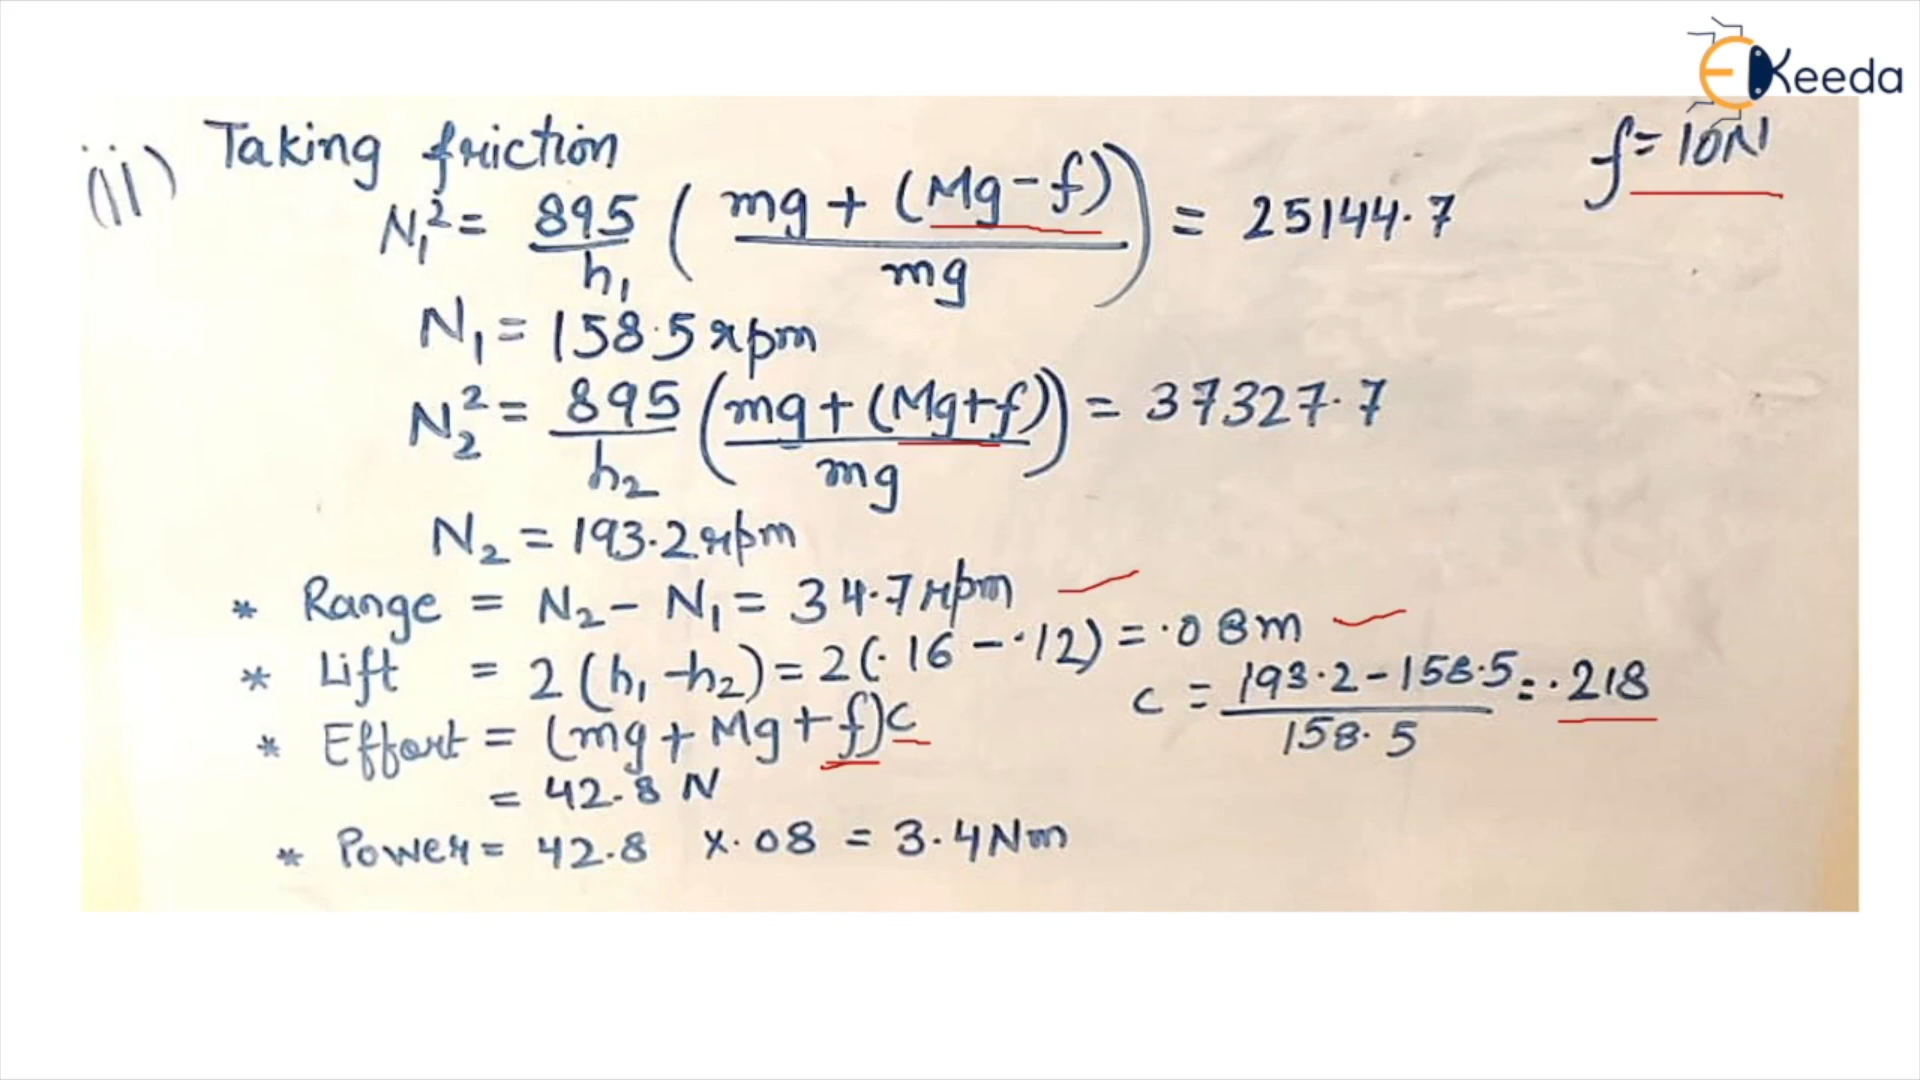 EKeeda
f = 10N
(ii) Taking friction
N₁² = 895/h₁ ( mg + (Mg - f) / mg ) = 25144.7
N₁ = 158.5 rpm
N₂² = 895/h₂ ( mg + (Mg + f) / mg ) = 37327.7
N₂ = 193.2 rpm
* Range = N₂ - N₁ = 34.7 rpm
* Lift = 2 (h₁ - h₂) = 2(.16 - .12) = .08m
c = 193.2 - 158.5 / 158.5 = .218
* Effort = (mg + Mg + f)c
= 42.8 N
* Power = 42.8 x .08 = 3.4 Nm